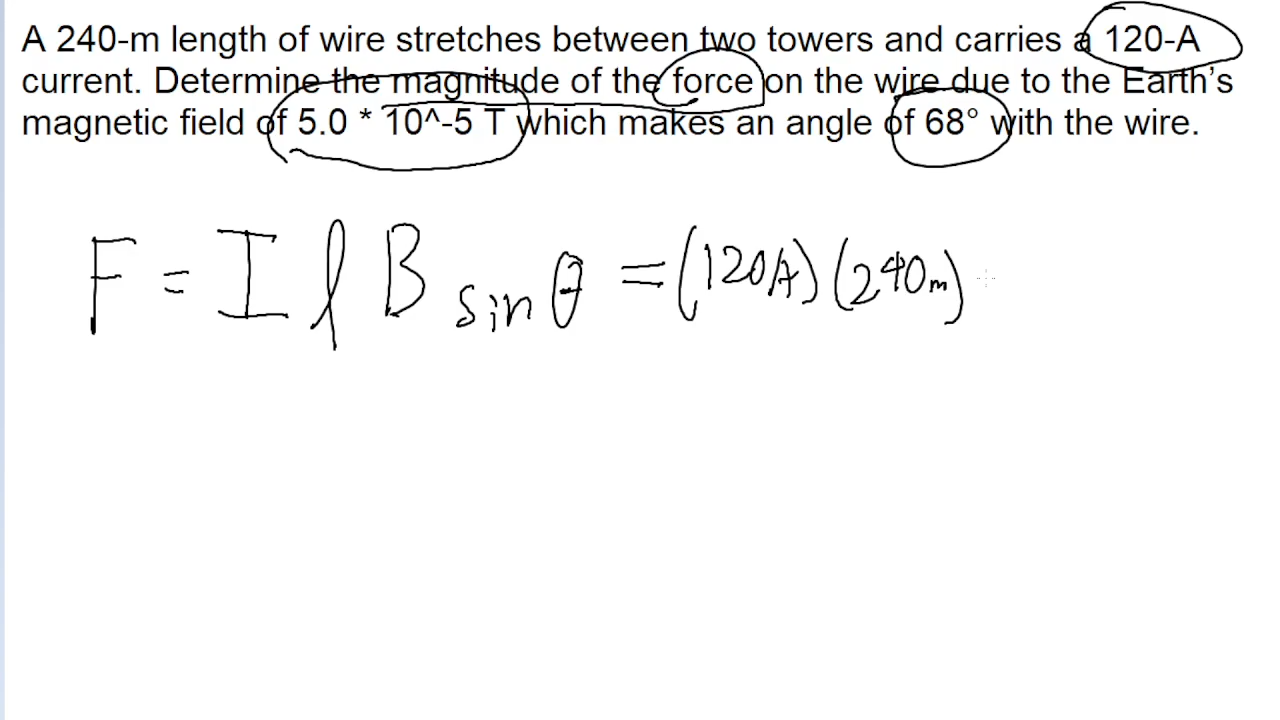 A 240-m length of wire stretches between two towers and carries a 120-A
current. Determine the magnitude of the force on the wire due to the Earth's
magnetic field of 5.0 * 10^-5 T which makes an angle of 68° with the wire.
F = I ℓ B sin θ = (120A) (240m)